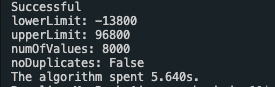 Successful
lowerLimit: -13800
upperLimit: 96800
numOfValues: 8000
noDuplicates: False
The algorithm spent 5.640s.